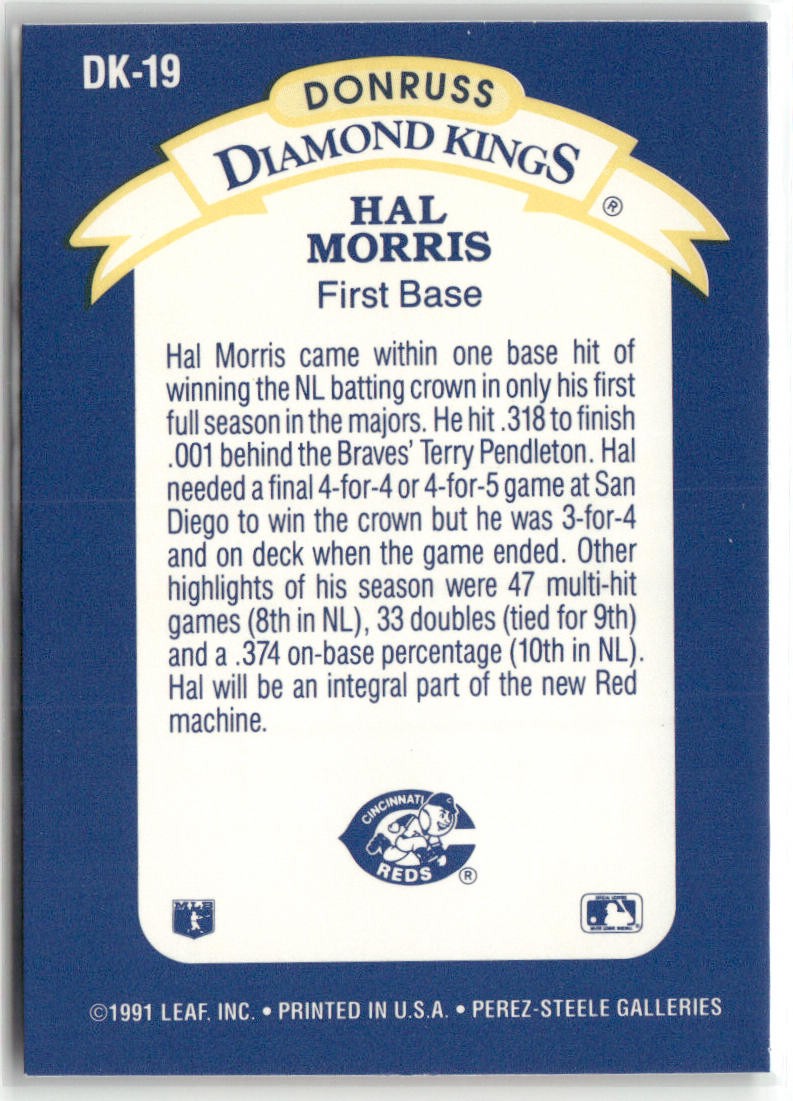 DK-19
DONRUSS
DIAMOND KINGS
®
HAL
MORRIS
First Base
Hal Morris came within one base hit of
winning the NL batting crown in only his first
full season in the majors. He hit .318 to finish
.001 behind the Braves' Terry Pendleton. Hal
needed a final 4-for-4 or 4-for-5 game at San
Diego to win the crown but he was 3-for-4
and on deck when the game ended. Other
highlights of his season were 47 multi-hit
games (8th in NL), 33 doubles (tied for 9th)
and a .374 on-base percentage (10th in NL).
Hal will be an integral part of the new Red
machine.
CINCINNATI
REDS ®
MLB
©1991 LEAF, INC. • PRINTED IN U.S.A. • PEREZ-STEELE GALLERIES